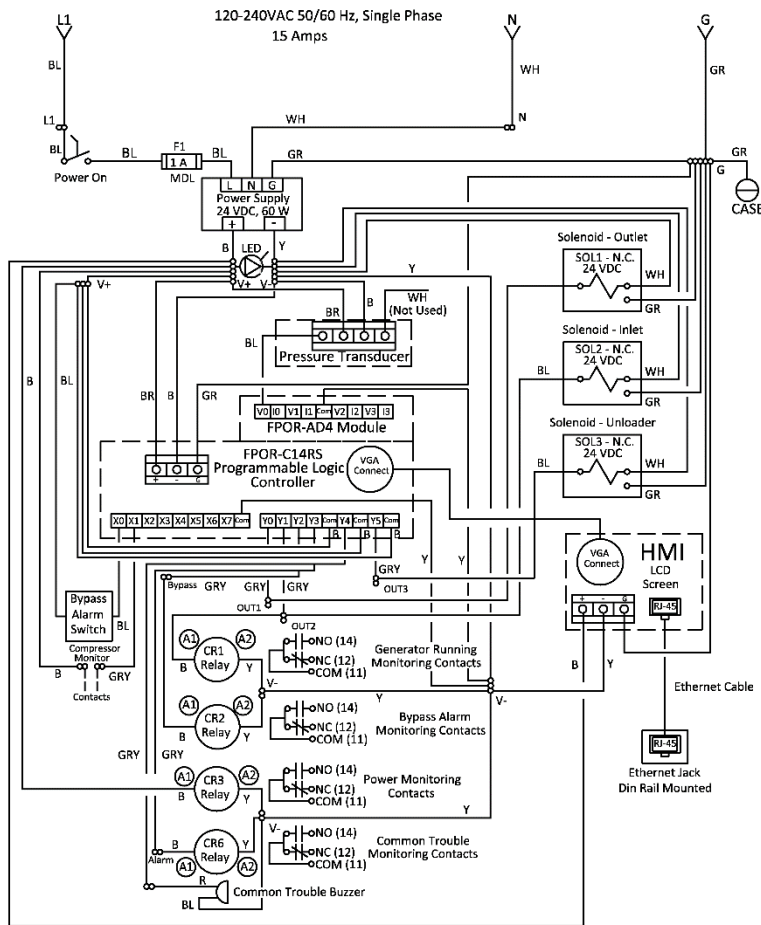 120-240VAC 50/60 Hz, Single Phase
15 Amps
L1
N
G
BL
WH
GR
L1
N
WH
BL
BL
F1
BL
1 A
MDL
Power On
GR
GR
G
CASE
L N G
Power Supply
24 VDC, 60 W
+ -
B
LED
Y
V+
V+
V-
Y
B
BL
BR
B
WH
(Not Used)
BL
Pressure Transducer
BR
B
GR
V0 I0 V1 I1 Com V2 I2 V3 I3
FPOR-AD4 Module
FPOR-C14RS
Programmable Logic
Controller
+ - G
VGA
Connect
X0 X1 X2 X3 X4 X5 X6 X7 Com
Y0 Y1 Y2 Y3 Com Y4 Com Y5 Com
B
B
B
Solenoid - Outlet
SOL1 - N.C.
24 VDC
WH
GR
Solenoid - Inlet
SOL2 - N.C.
24 VDC
BL
WH
GR
Solenoid - Unloader
SOL3 - N.C.
24 VDC
BL
WH
GR
VGA
Connect
HMI
LCD
Screen
+ - G
RJ-45
B
Y
Ethernet Cable
RJ-45
Ethernet Jack
Din Rail Mounted
Y
Y
GRY
OUT3
Bypass
GRY
GRY
GRY
OUT1
OUT2
Bypass
Alarm
Switch
BL
Compressor
Monitor
B
GRY
Contacts
A1
A2
CR1
Relay
B
Y
NO (14)
NC (12)
COM (11)
Generator Running
Monitoring Contacts
V-
Y
V-
A1
A2
CR2
Relay
B
Y
NO (14)
NC (12)
COM (11)
Bypass Alarm
Monitoring Contacts
GRY
GRY
A1
A2
CR3
Relay
B
Y
NO (14)
NC (12)
COM (11)
Power Monitoring
Contacts
Y
V-
B
CR6
Relay
Y
Alarm
A1
A2
NO (14)
NC (12)
COM (11)
Common Trouble
Monitoring Contacts
R
BL
Common Trouble Buzzer